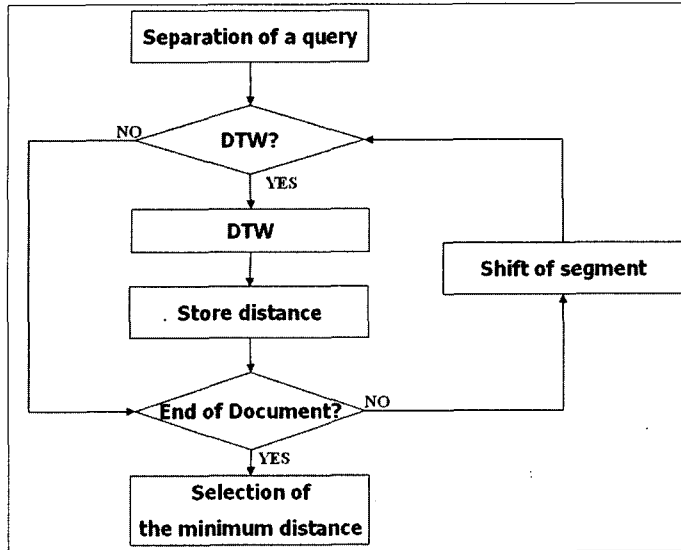 Separation of a query
NO
DTW?
YES
DTW
Shift of segment
Store distance
End of Document?
NO
YES
Selection of
the minimum distance